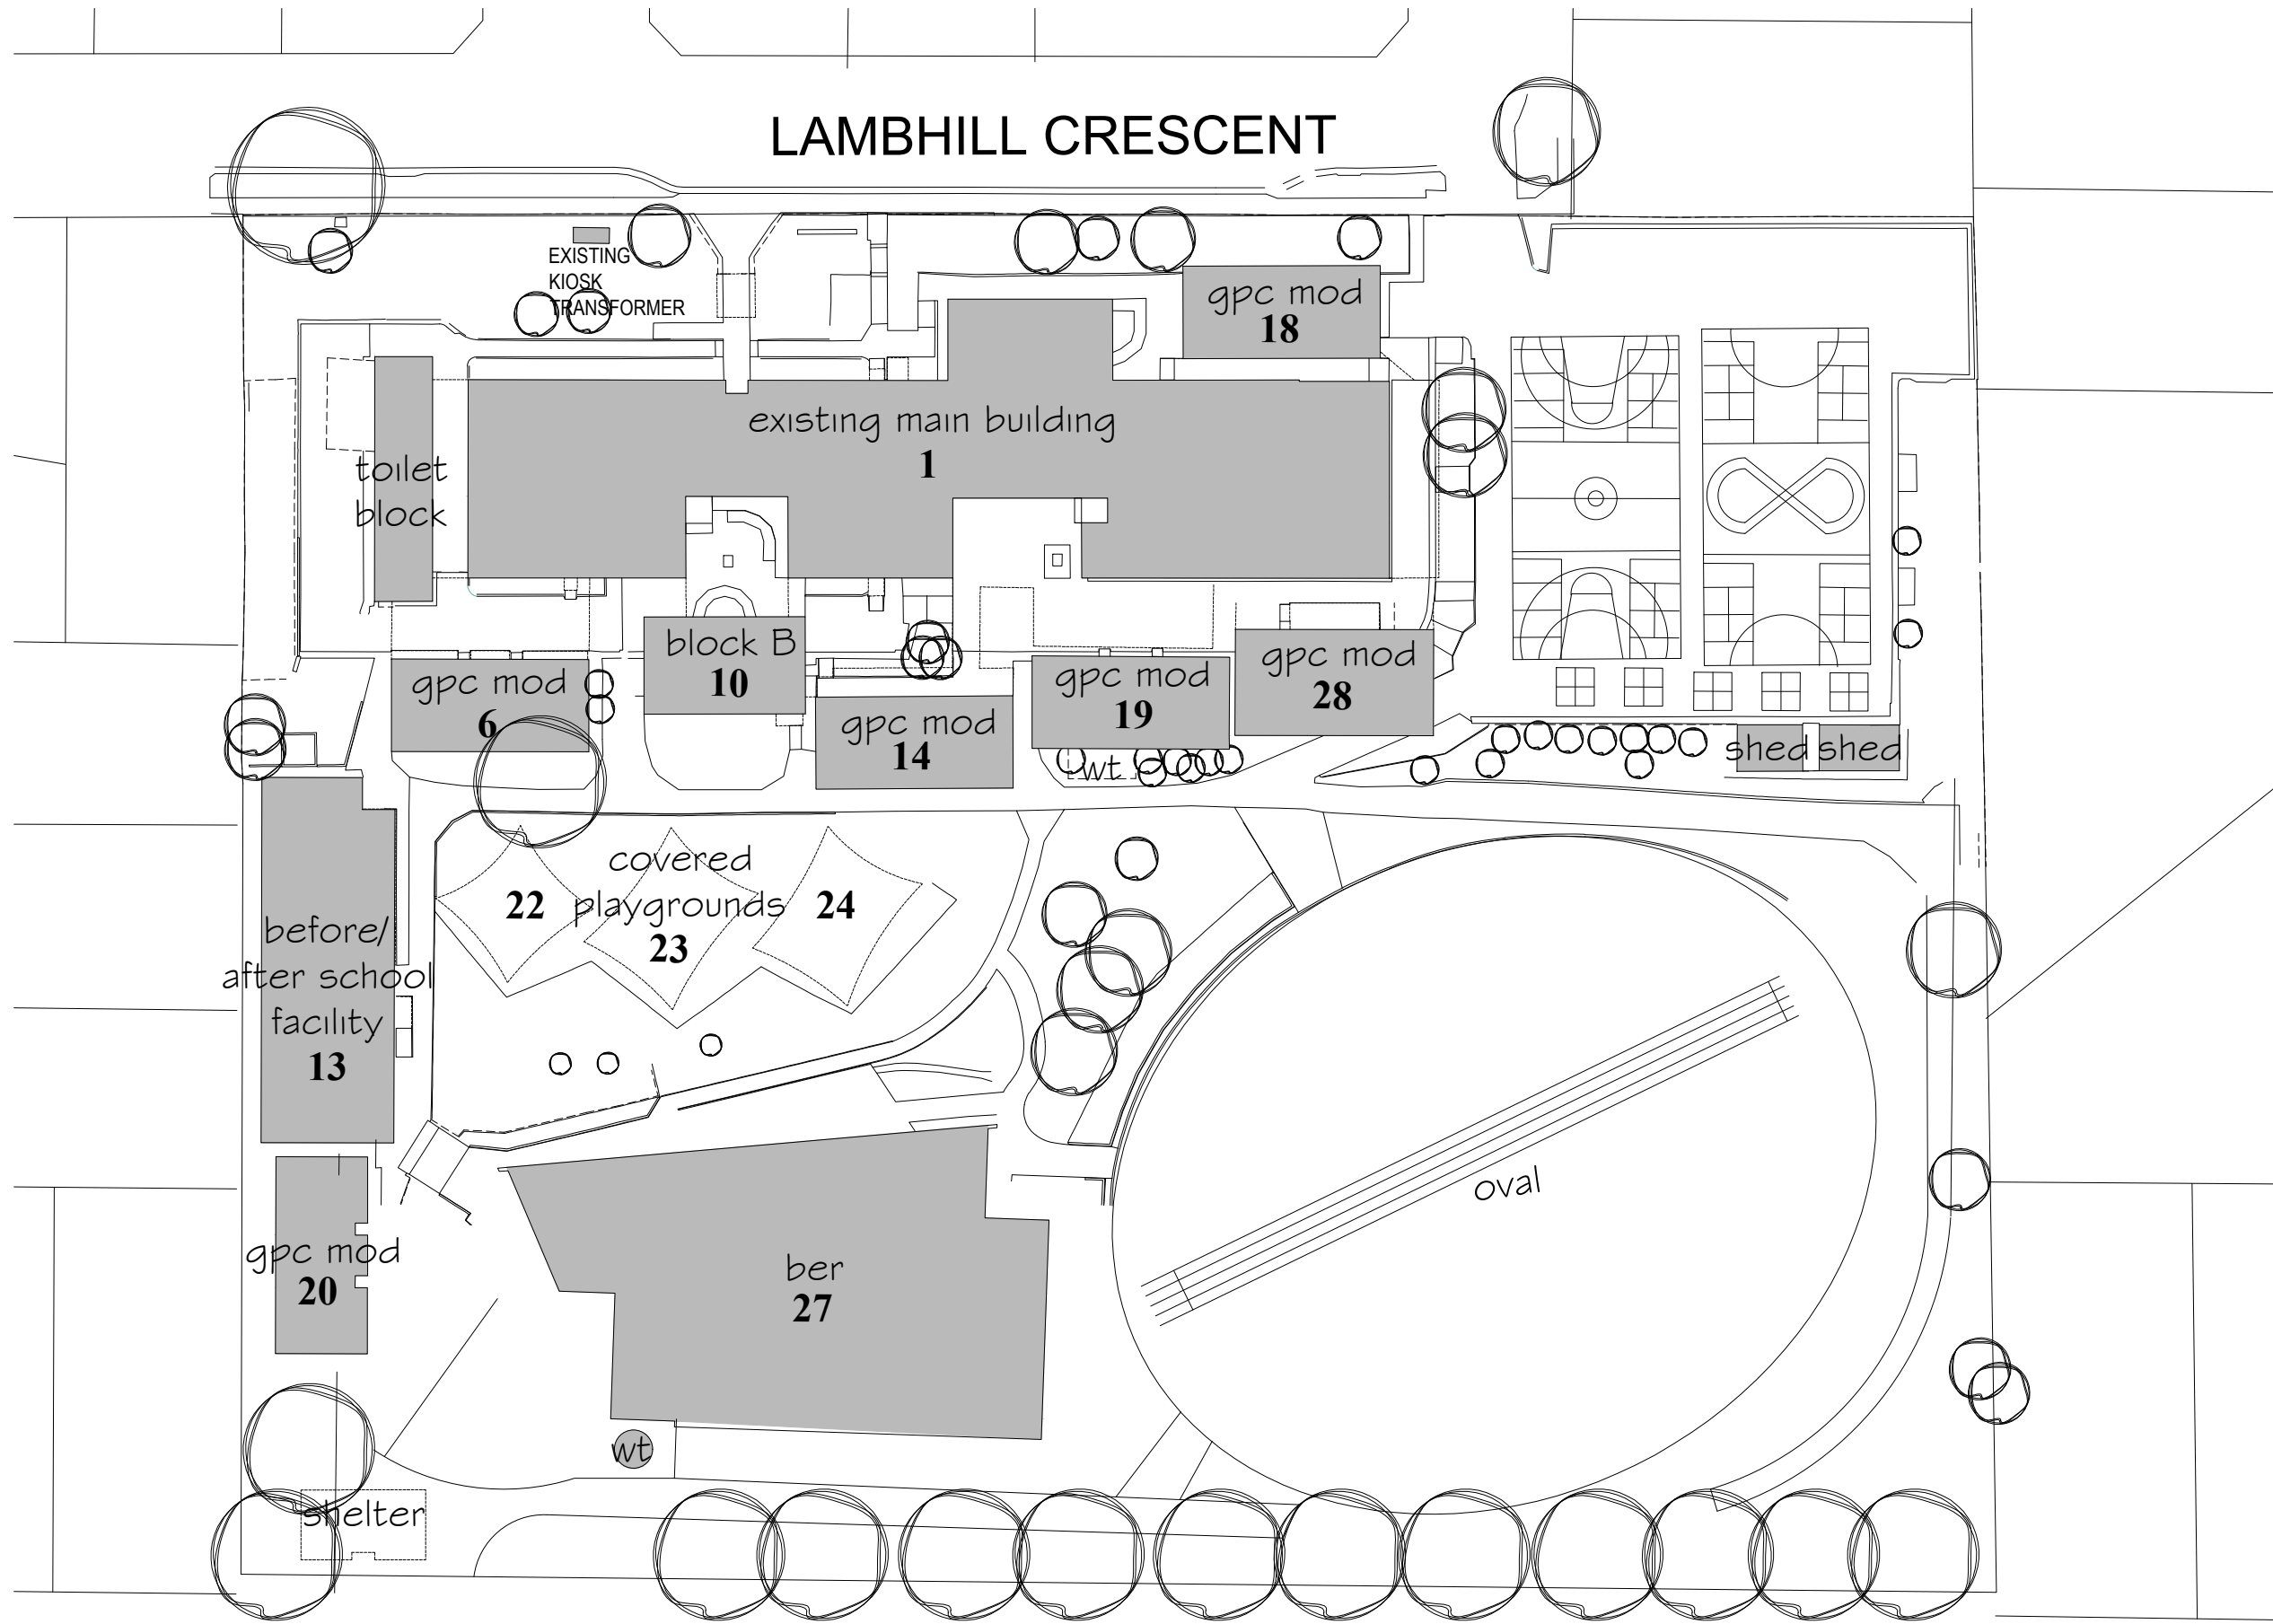 LAMBHILL CRESCENT
EXISTING
KIOSK
TRANSFORMER
gpc mod
18
existing main building
1
toilet
block
block B
10
gpc mod
6
gpc mod
14
gpc mod
19
gpc mod
28
wt
shed
shed
covered
playgrounds
22
23
24
before/
after school
facility
13
oval
gpc mod
20
ber
27
wt
shelter